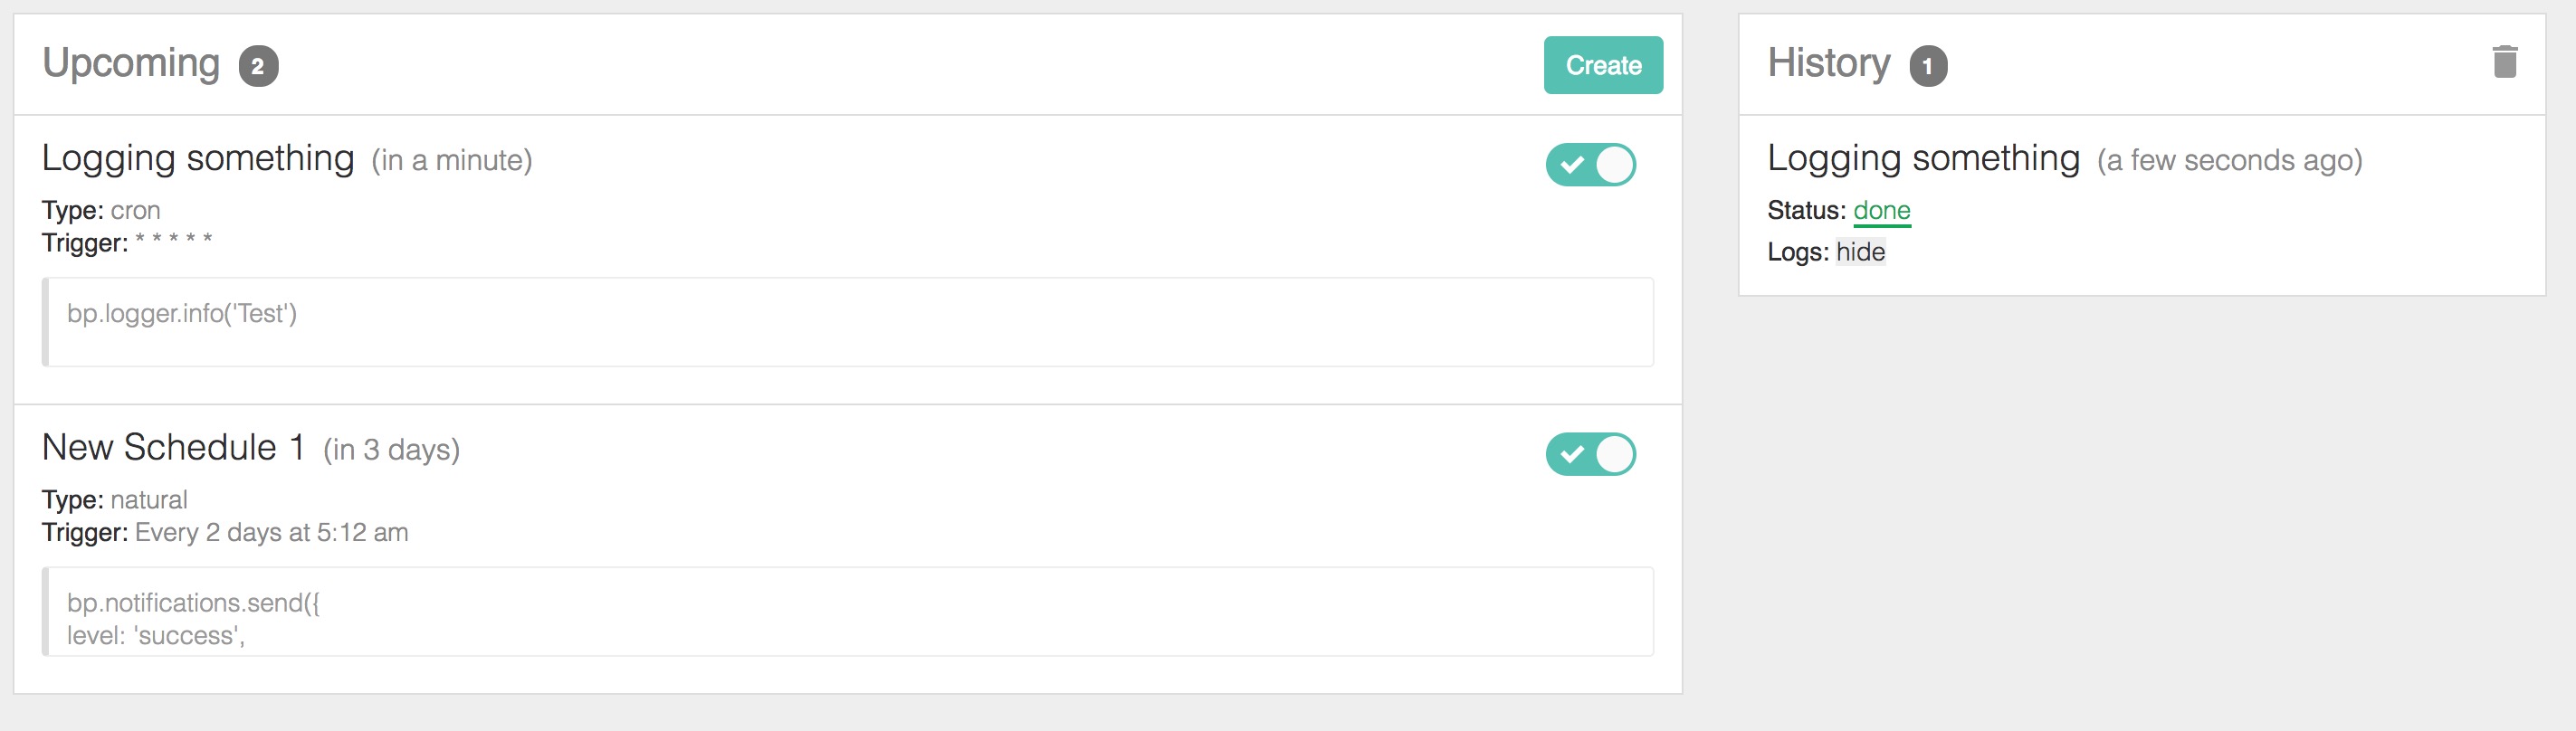 Upcoming 2
Create
Logging something (in a minute)
Type: cron
Trigger: * * * * *
bp.logger.info('Test')
New Schedule 1 (in 3 days)
Type: natural
Trigger: Every 2 days at 5:12 am
bp.notifications.send({
level: 'success',
History 1
Logging something (a few seconds ago)
Status: done
Logs: hide